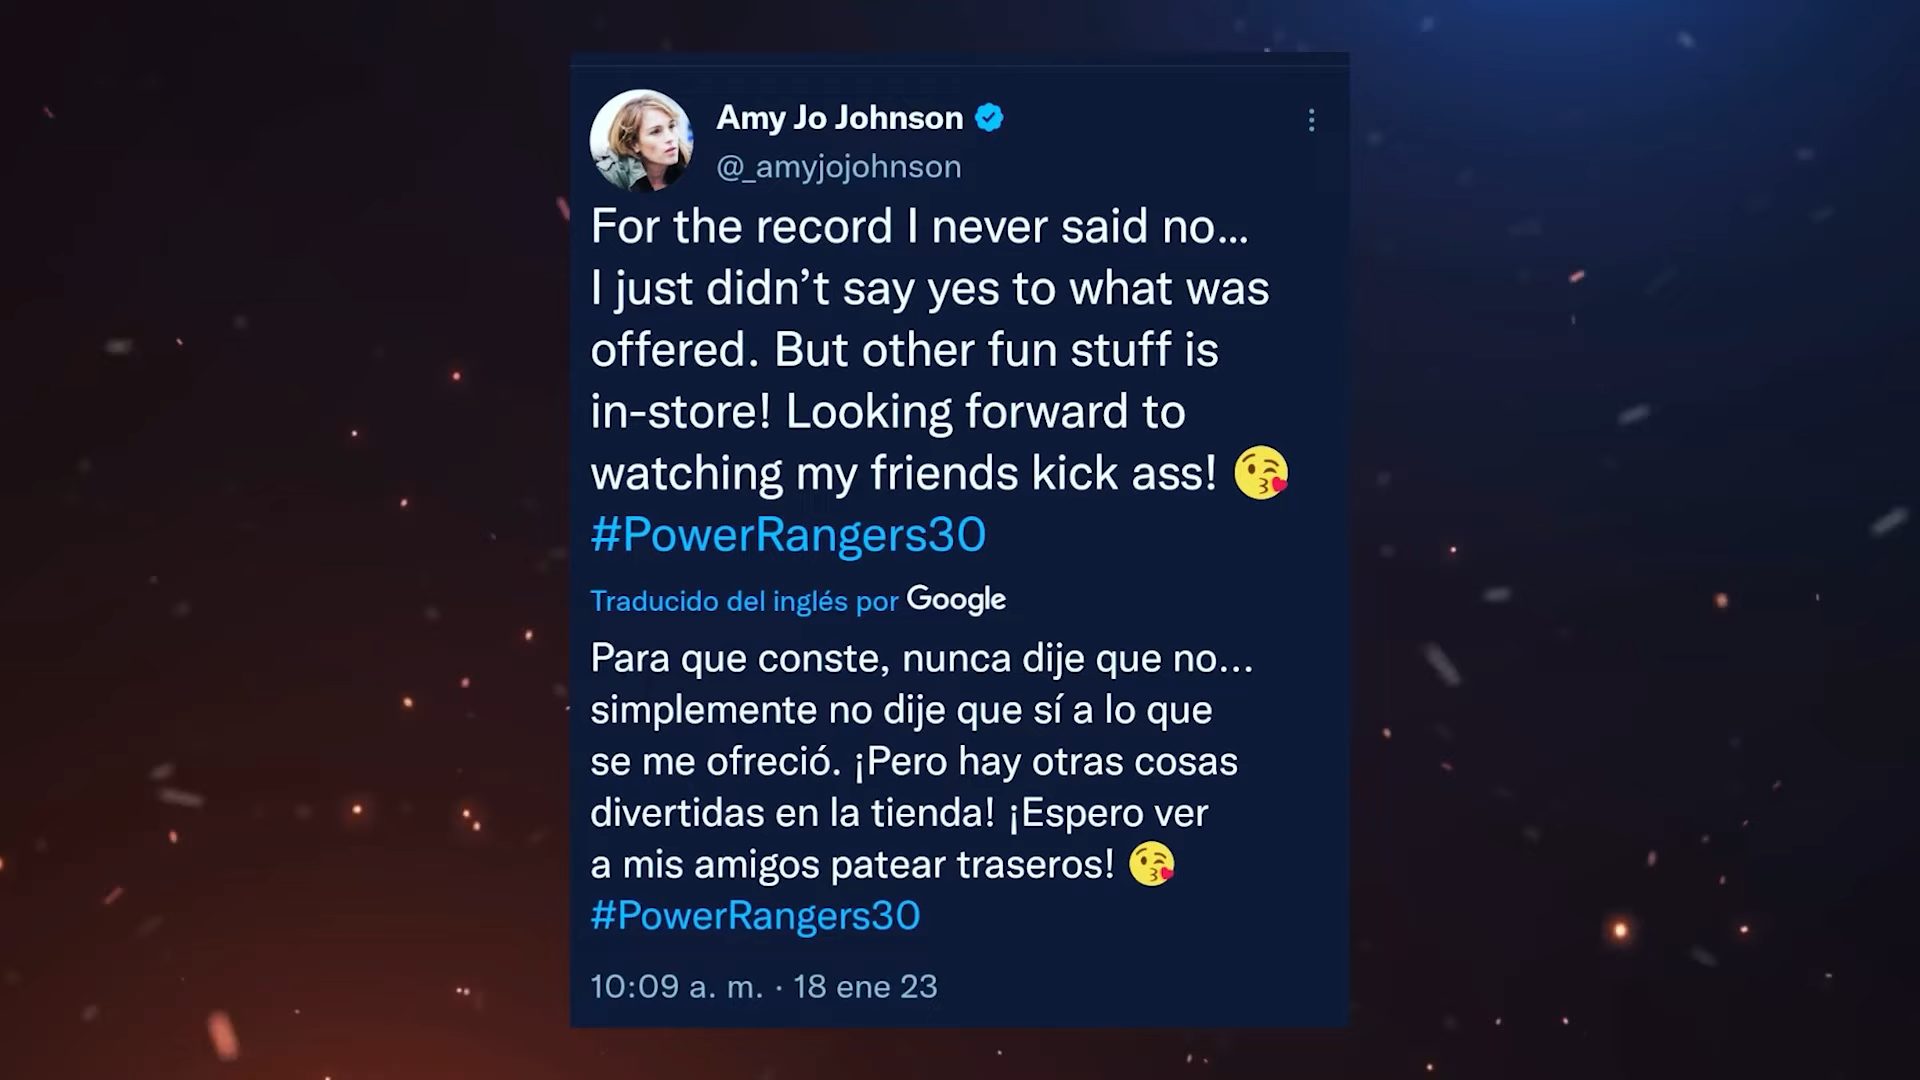 Amy Jo Johnson
@_amyjojohnson
For the record I never said no...
I just didn’t say yes to what was
offered. But other fun stuff is
in-store! Looking forward to
watching my friends kick ass! 😘
#PowerRangers30
Traducido del inglés por Google
Para que conste, nunca dije que no...
simplemente no dije que sí a lo que
se me ofreció. ¡Pero hay otras cosas
divertidas en la tienda! ¡Espero ver
a mis amigos patear traseros! 😘
#PowerRangers30
10:09 a. m. · 18 ene 23